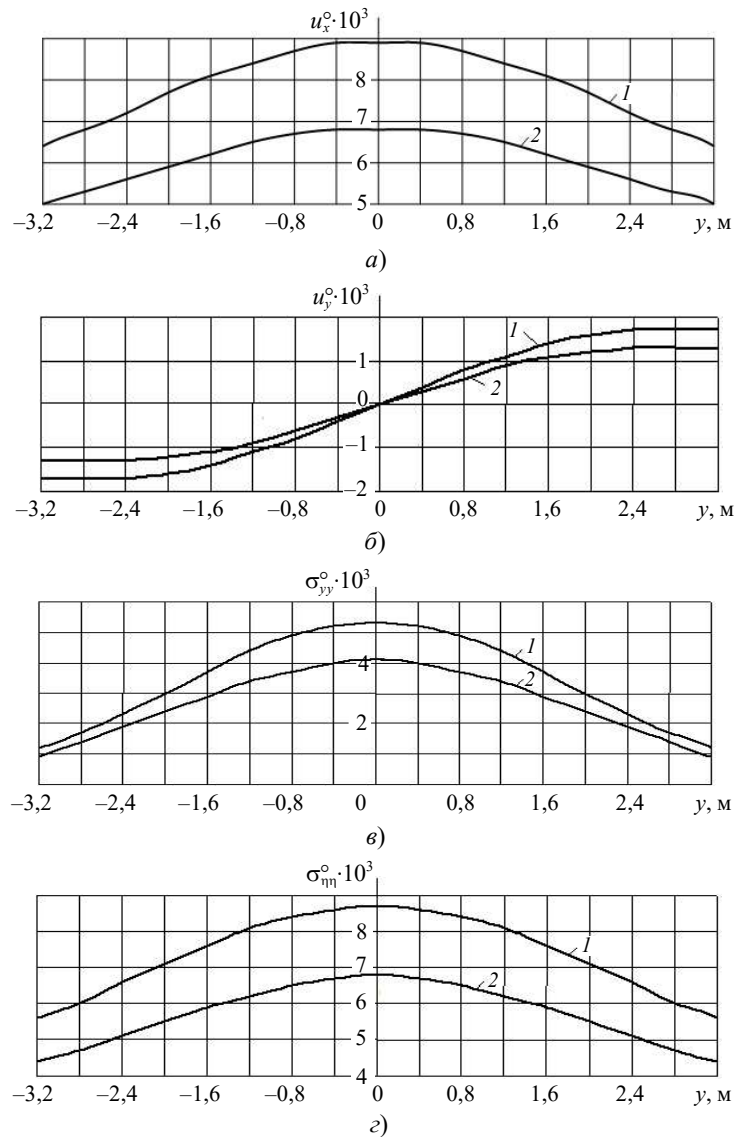 u°ₓ·10³
8
7
6
5
1
2
–3,2 –2,4 –1,6 –0,8 0 0,8 1,6 2,4 y, м
а)
u°ᵧ·10³
1
0
–1
–2
1
2
–3,2 –2,4 –1,6 –0,8 0 0,8 1,6 2,4 y, м
б)
σ°yy·10³
4
2
1
2
–3,2 –2,4 –1,6 –0,8 0 0,8 1,6 2,4 y, м
в)
σ°ηη·10³
8
7
6
5
4
1
2
–3,2 –2,4 –1,6 –0,8 0 0,8 1,6 2,4 y, м
г)